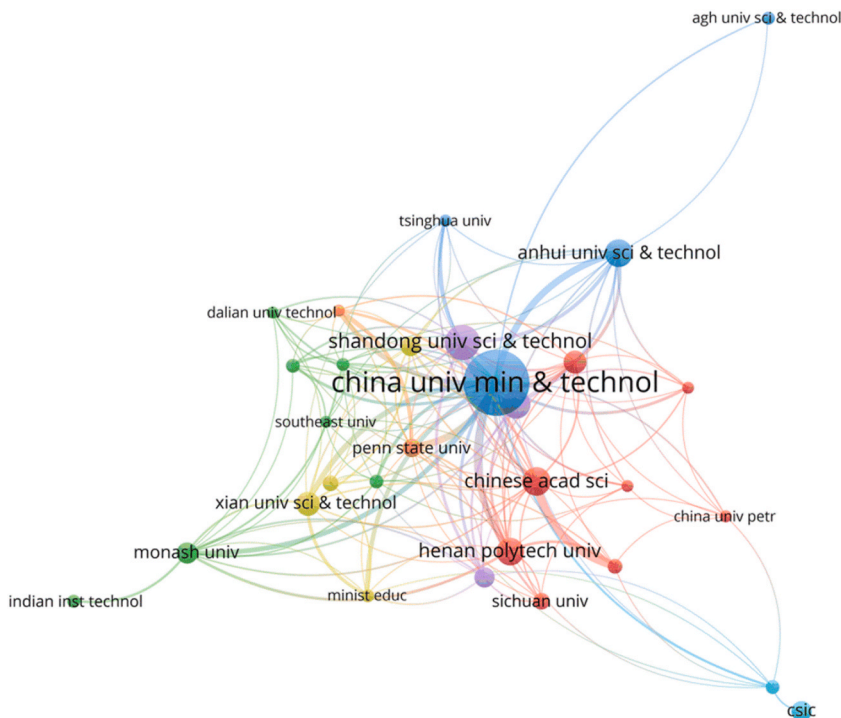 agh univ sci & technol
tsinghua univ
anhui univ sci & technol
dalian univ technol
shandong univ sci & technol
china univ min & technol
southeast univ
penn state univ
chinese acad sci
xian univ sci & technol
china univ petr
monash univ
henan polytech univ
indian inst technol
minist educ
sichuan univ
csic